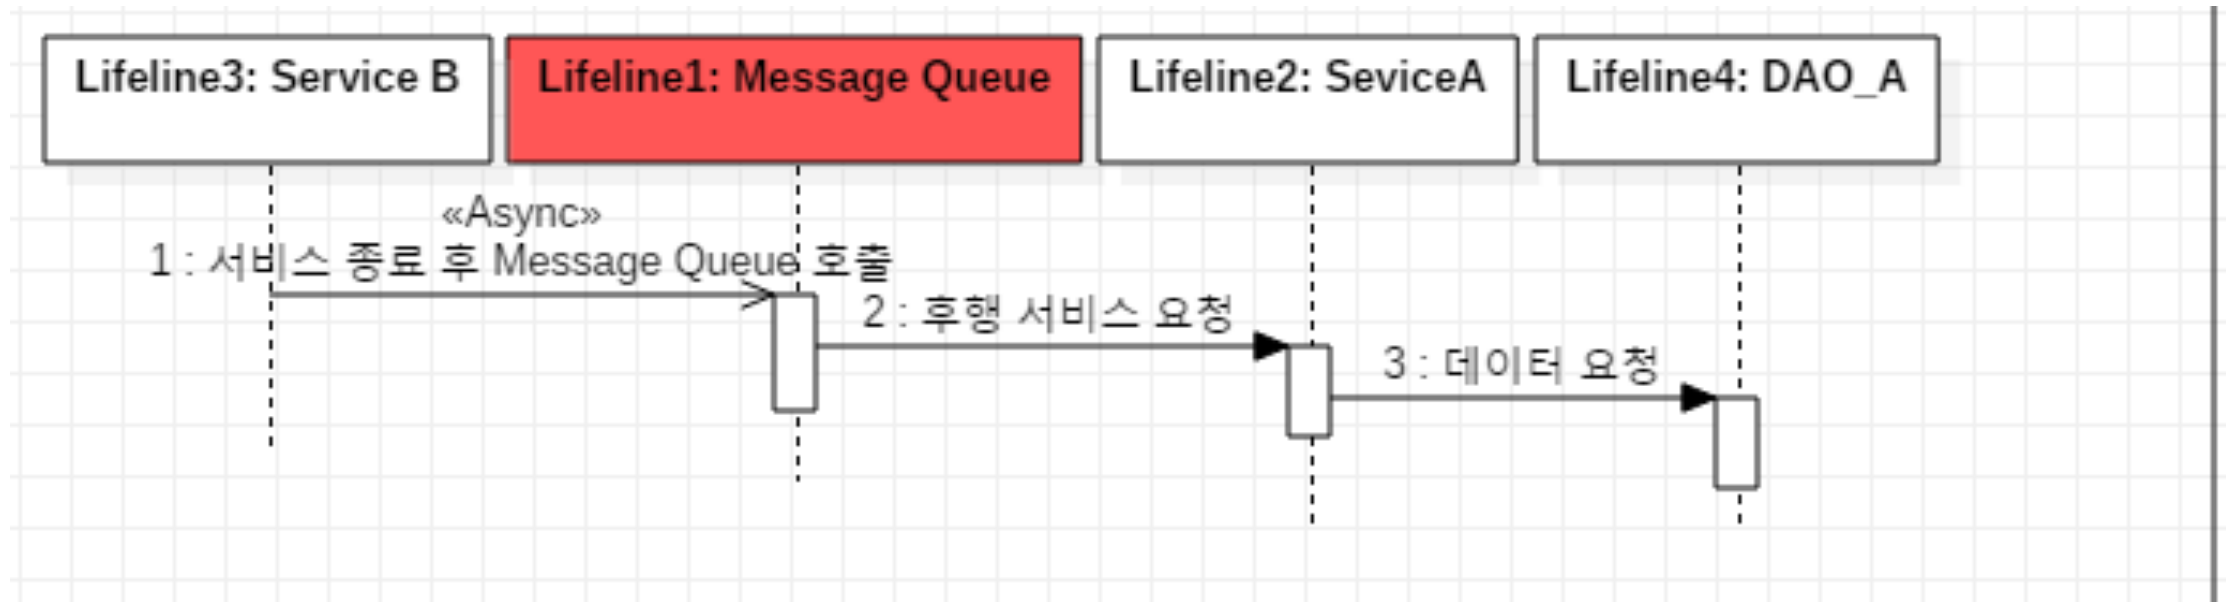 Lifeline3: Service B
Lifeline1: Message Queue
Lifeline2: SeviceA
Lifeline4: DAO_A
«Async»
1 : 서비스 종료 후 Message Queue 호출
2 : 후행 서비스 요청
3 : 데이터 요청